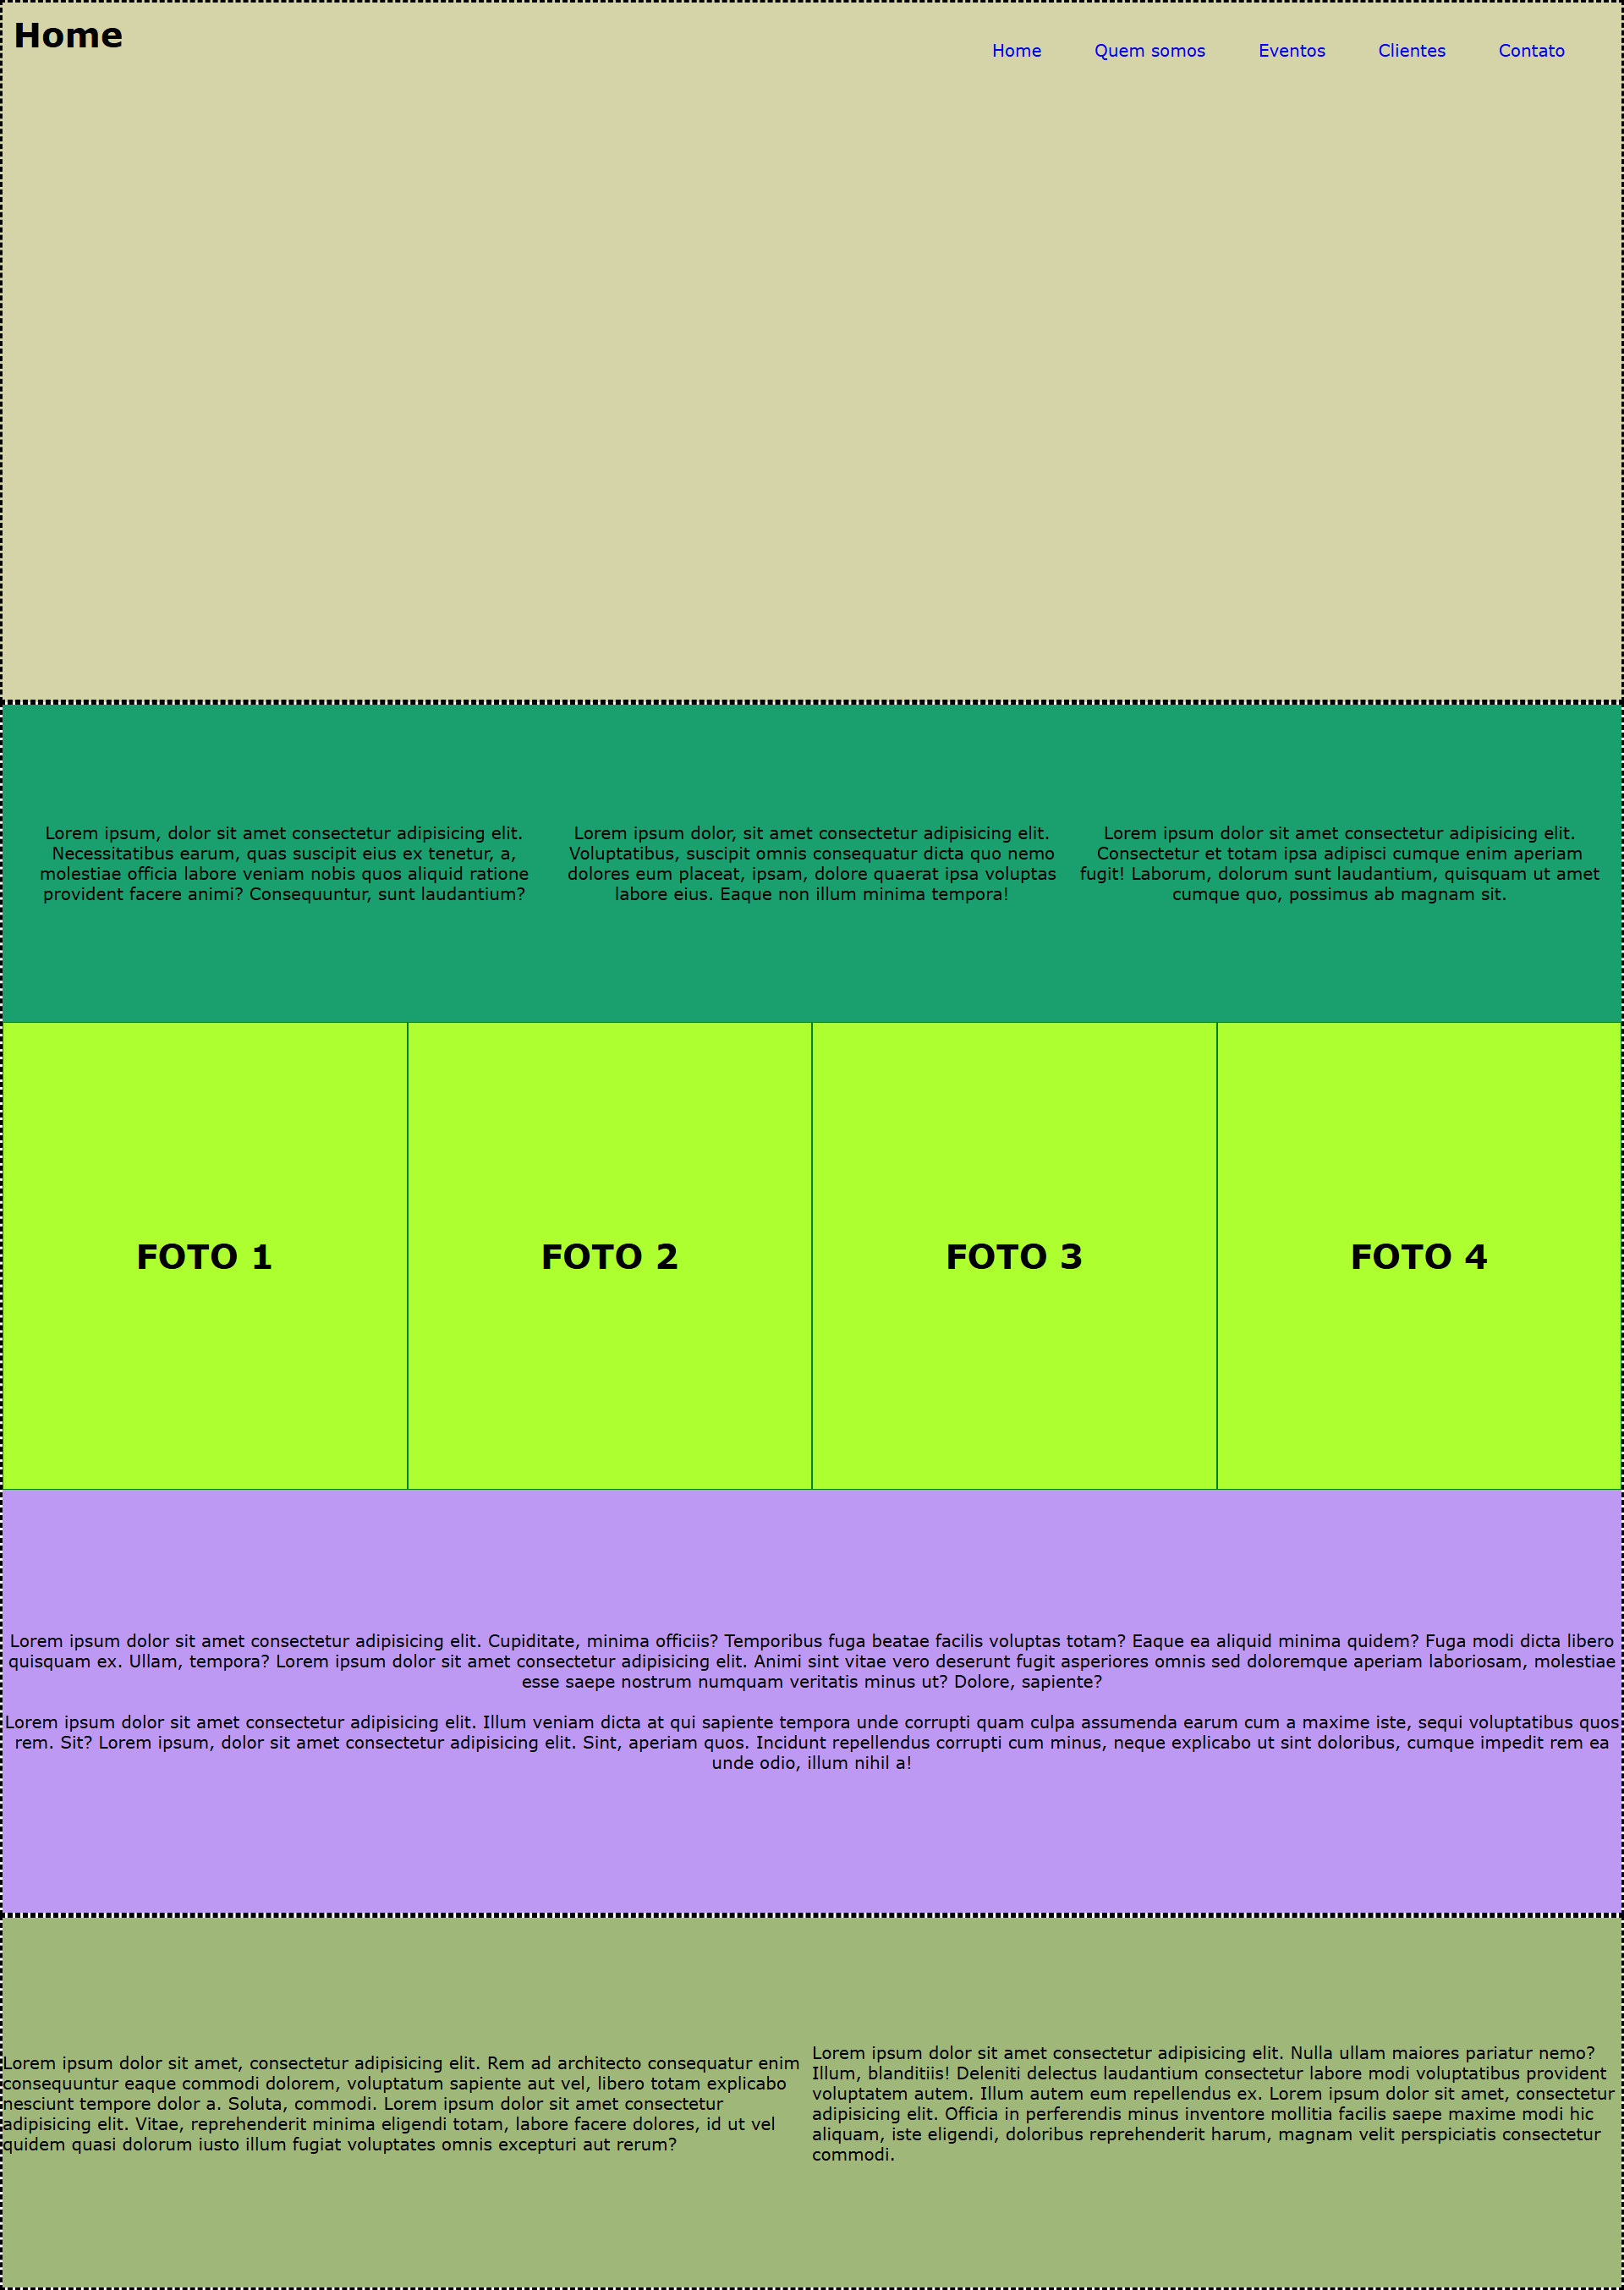 Home
Home Quem somos Eventos Clientes Contato
Lorem ipsum, dolor sit amet consectetur adipisicing elit.
Necessitatibus earum, quas suscipit eius ex tenetur, a,
molestiae officia labore veniam nobis quos aliquid ratione
provident facere animi? Consequuntur, sunt laudantium?
Lorem ipsum dolor, sit amet consectetur adipisicing elit.
Voluptatibus, suscipit omnis consequatur dicta quo nemo
dolores eum placeat, ipsam, dolore quaerat ipsa voluptas
labore eius. Eaque non illum minima tempora!
Lorem ipsum dolor sit amet consectetur adipisicing elit.
Consectetur et totam ipsa adipisci cumque enim aperiam
fugit! Laborum, dolorum sunt laudantium, quisquam ut amet
cumque quo, possimus ab magnam sit.
FOTO 1
FOTO 2
FOTO 3
FOTO 4
Lorem ipsum dolor sit amet consectetur adipisicing elit. Cupiditate, minima officiis? Temporibus fuga beatae facilis voluptas totam? Eaque ea aliquid minima quidem? Fuga modi dicta libero
quisquam ex. Ullam, tempora? Lorem ipsum dolor sit amet consectetur adipisicing elit. Animi sint vitae vero deserunt fugit asperiores omnis sed doloremque aperiam laboriosam, molestiae
esse saepe nostrum numquam veritatis minus ut? Dolore, sapiente?
Lorem ipsum dolor sit amet consectetur adipisicing elit. Illum veniam dicta at qui sapiente tempora unde corrupti quam culpa assumenda earum cum a maxime iste, sequi voluptatibus quos
rem. Sit? Lorem ipsum, dolor sit amet consectetur adipisicing elit. Sint, aperiam quos. Incidunt repellendus corrupti cum minus, neque explicabo ut sint doloribus, cumque impedit rem ea
unde odio, illum nihil a!
Lorem ipsum dolor sit amet, consectetur adipisicing elit. Rem ad architecto consequatur enim
consequuntur eaque commodi dolorem, voluptatum sapiente aut vel, libero totam explicabo
nesciunt tempore dolor a. Soluta, commodi. Lorem ipsum dolor sit amet consectetur
adipisicing elit. Vitae, reprehenderit minima eligendi totam, labore facere dolores, id ut vel
quidem quasi dolorum iusto illum fugiat voluptates omnis excepturi aut rerum?
Lorem ipsum dolor sit amet consectetur adipisicing elit. Nulla ullam maiores pariatur nemo?
Illum, blanditiis! Deleniti delectus laudantium consectetur labore modi voluptatibus provident
voluptatem autem. Illum autem eum repellendus ex. Lorem ipsum dolor sit amet, consectetur
adipisicing elit. Officia in perferendis minus inventore mollitia facilis saepe maxime modi hic
aliquam, iste eligendi, doloribus reprehenderit harum, magnam velit perspiciatis consectetur
commodi.